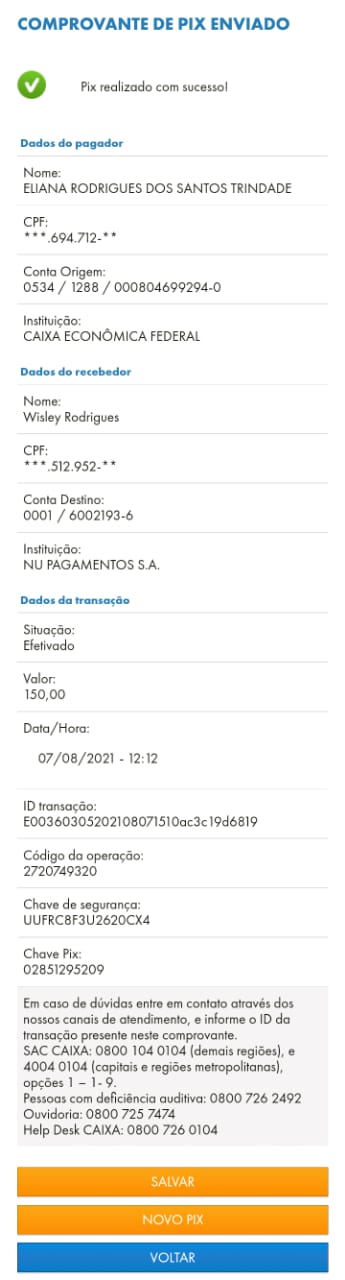 COMPROVANTE DE PIX ENVIADO
Pix realizado com sucesso!
Dados do pagador
Nome:
ELIANA RODRIGUES DOS SANTOS TRINDADE
CPF:
***.694.712-**
Conta Origem:
0534 / 1288 / 000804699294-0
Instituição:
CAIXA ECONÔMICA FEDERAL
Dados do recebedor
Nome:
Wisley Rodrigues
CPF:
***.512.952-**
Conta Destino:
0001 / 6002193-6
Instituição:
NU PAGAMENTOS S.A.
Dados da transação
Situação:
Efetivado
Valor:
150,00
Data/Hora:
07/08/2021 - 12:12
ID transação:
E00360305202108071510ac3c19d6819
Código da operação:
2720749320
Chave de segurança:
UUFRC8F3U2620CX4
Chave Pix:
02851295209
Em caso de dúvidas entre em contato através dos
nossos canais de atendimento, e informe o ID da
transação presente neste comprovante.
SAC CAIXA: 0800 104 0104 (demais regiões), e
4004 0104 (capitais e regiões metropolitanas),
opções 1 – 1- 9.
Pessoas com deficiência auditiva: 0800 726 2492
Ouvidoria: 0800 725 7474
Help Desk CAIXA: 0800 726 0104
SALVAR
NOVO PIX
VOLTAR